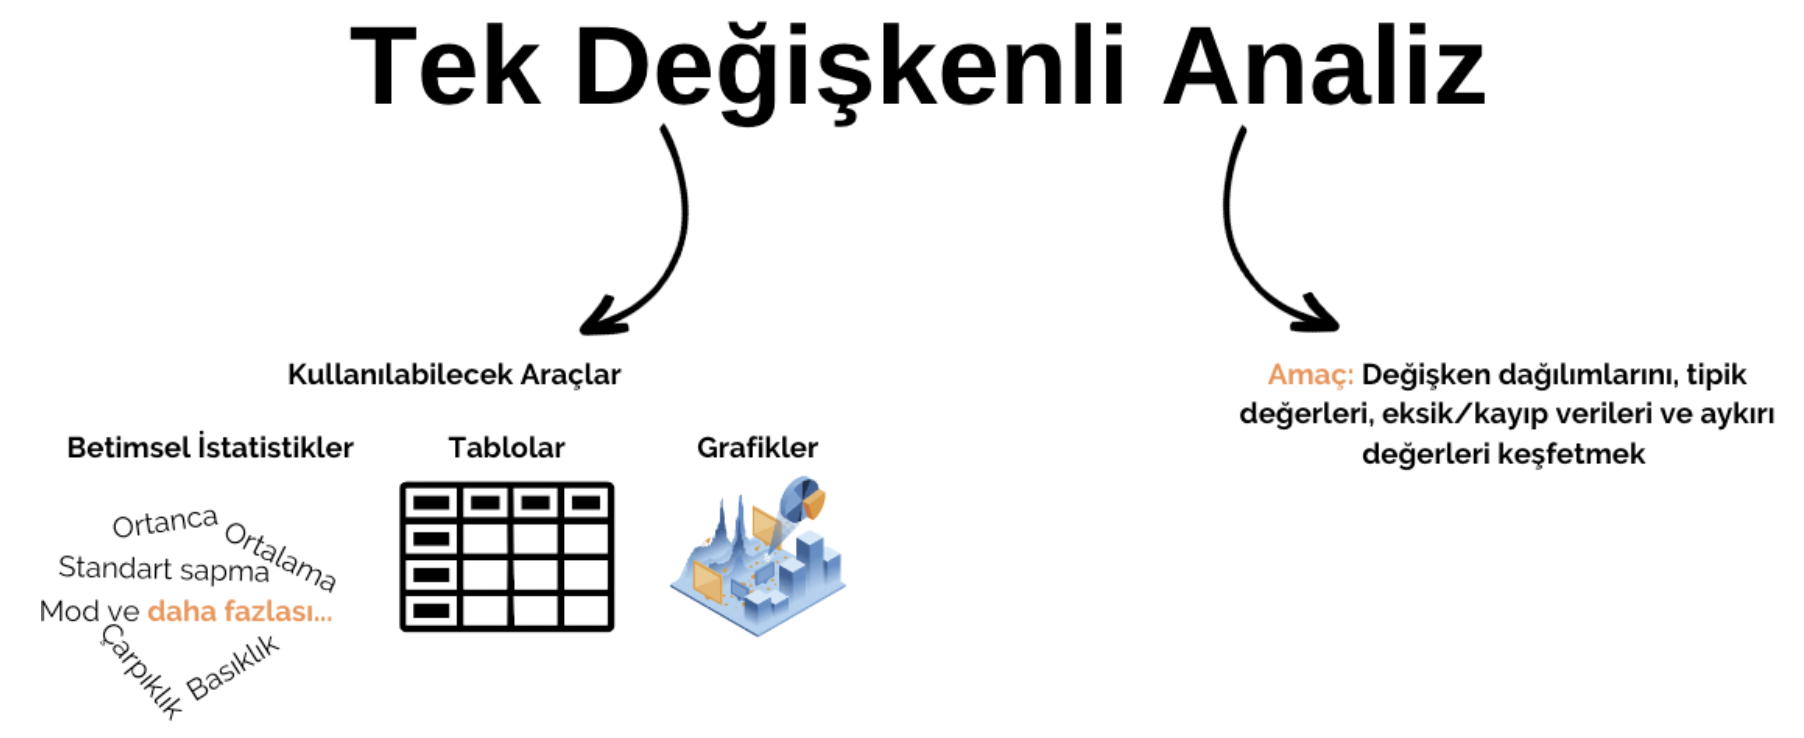 Tek Değişkenli Analiz
Kullanılabilecek Araçlar
Betimsel İstatistikler
Tablolar
Grafikler
Ortanca
Ortalama
Standart sapma
Mod ve daha fazlası...
Çarpıklık
Basıklık
Amaç: Değişken dağılımlarını, tipik
değerleri, eksik/kayıp verileri ve aykırı
değerleri keşfetmek